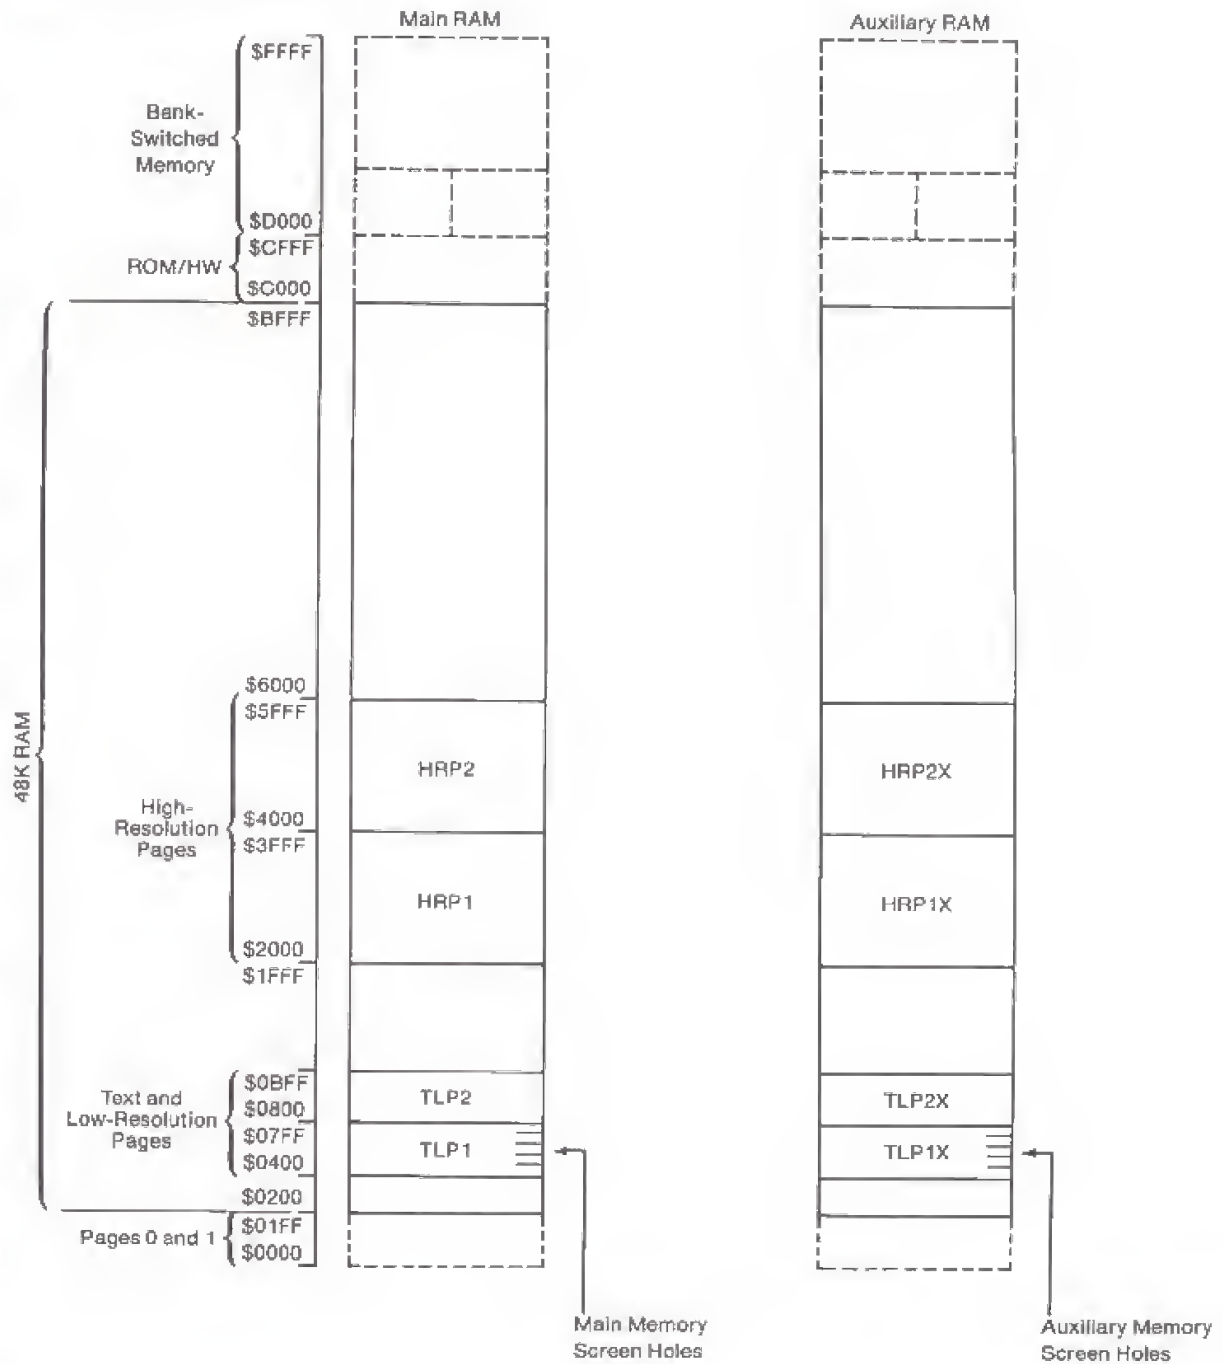 Main RAM
Auxiliary RAM
$FFFF
Bank-
Switched
Memory
$D000
$CFFF
ROM/HW
$C000
$BFFF
48K RAM
$6000
$5FFF
HRP2
HRP2X
High-
Resolution
Pages
$4000
$3FFF
HRP1
HRP1X
$2000
$1FFF
Text and
Low-Resolution
Pages
$0BFF
$0800
TLP2
TLP2X
$07FF
$0400
TLP1
TLP1X
$0200
Pages 0 and 1
$01FF
$0000
Main Memory
Screen Holes
Auxiliary Memory
Screen Holes